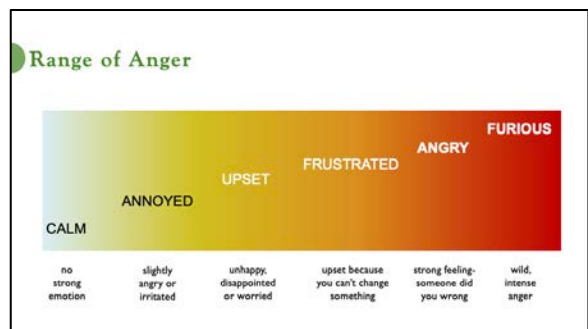 Range of Anger
FURIOUS
ANGRY
FRUSTRATED
UPSET
ANNOYED
CALM
no
strong
emotion
slightly
angry or
irritated
unhappy,
disappointed
or worried
upset because
you can't change
something
strong feeling-
someone did
you wrong
wild,
intense
anger